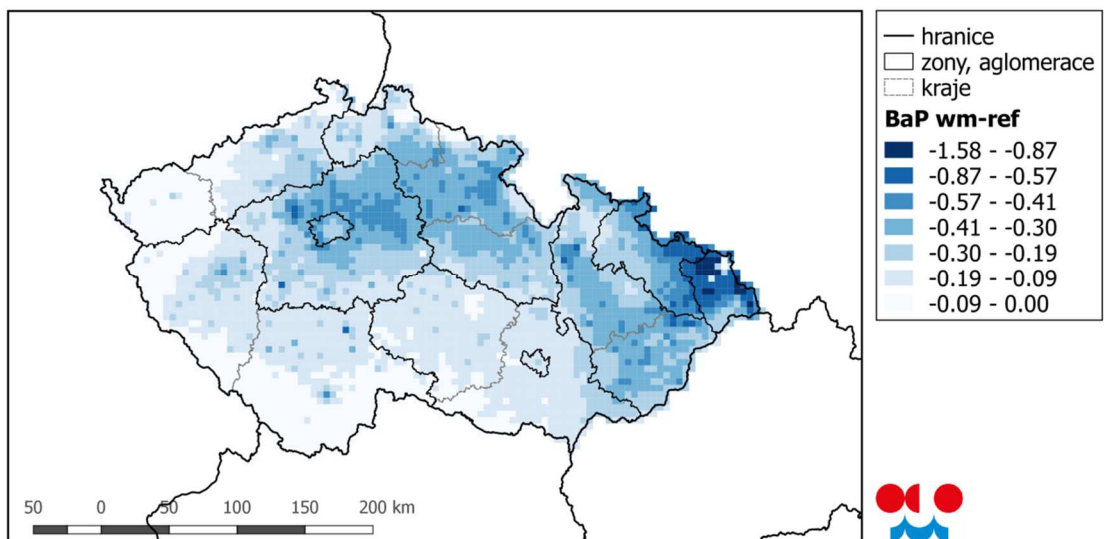 hranice
zony, aglomerace
kraje
BaP wm-ref
-1.58 - -0.87
-0.87 - -0.57
-0.57 - -0.41
-0.41 - -0.30
-0.30 - -0.19
-0.19 - -0.09
-0.09 - 0.00
50 0 50 100 150 200 km